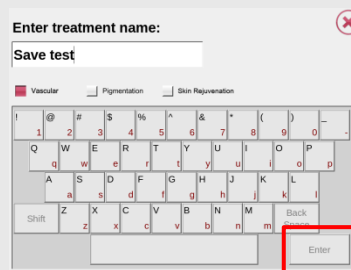 Enter treatment name:
Save test
Vascular Pigmentation Skin Rejuvenation
! 1 @ 2 # 3 $ 4 % 5 ^ 6 & 7 * 8 ( 9 ) 0 _ -
Q q W w E e R r T t Y y U u I i O o P p
A a S s D d F f G g H h J j K k L l
Shift Z z X x C c V v B b N n M m Back Space
Enter